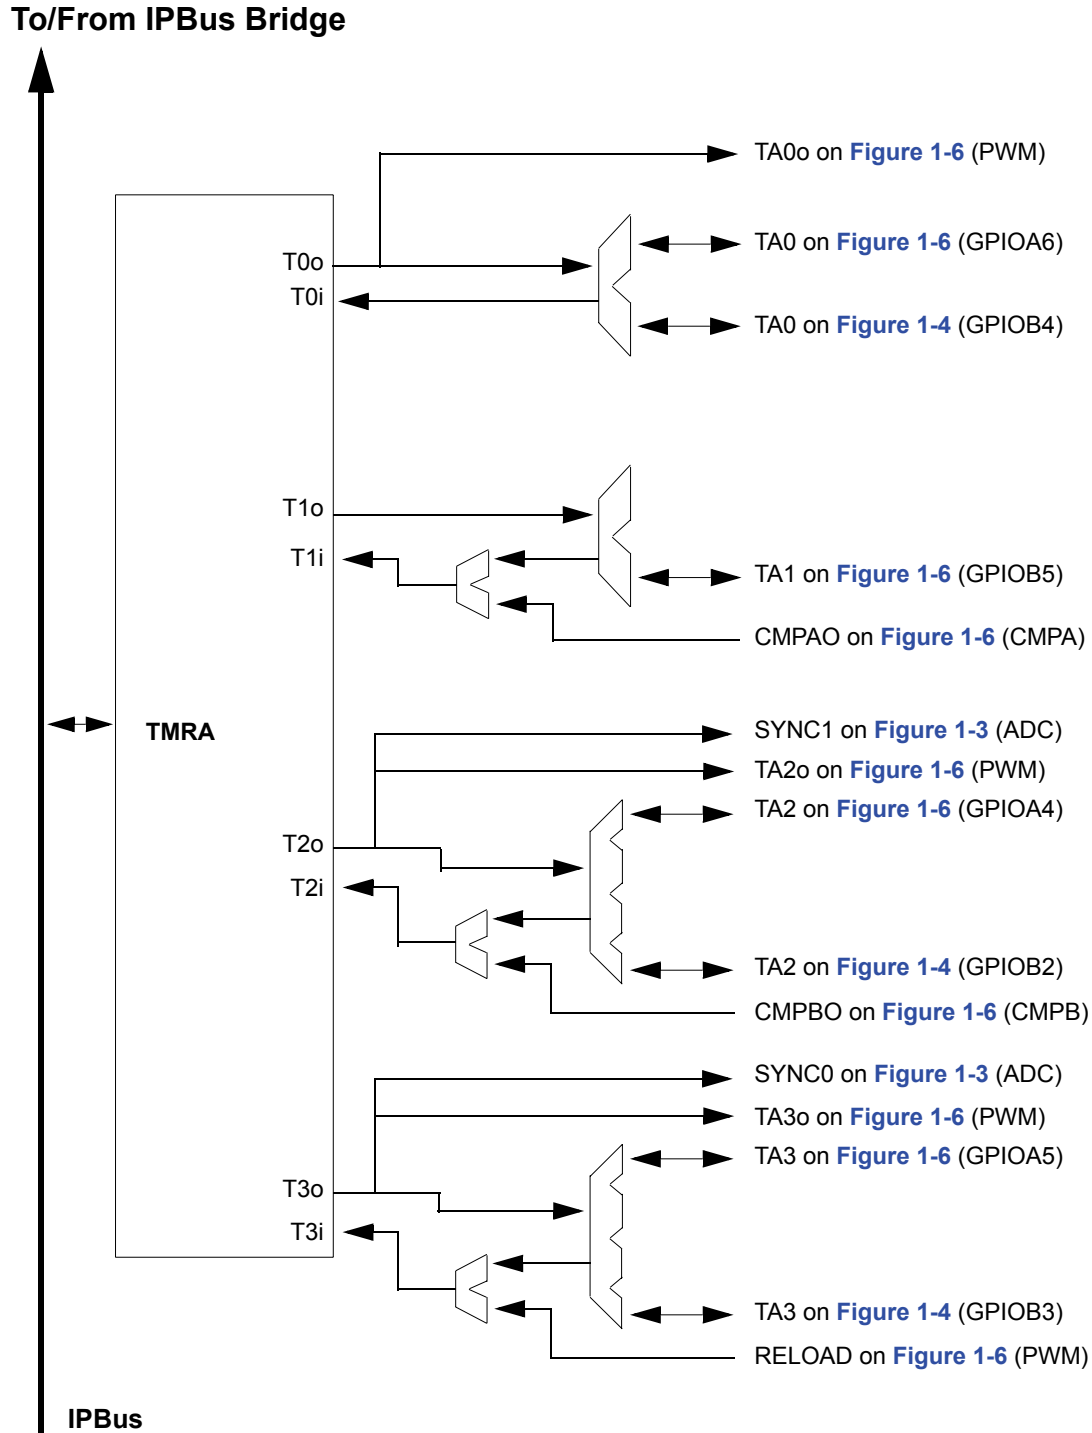 To/From IPBus Bridge
TA0o on Figure 1-6 (PWM)
TA0 on Figure 1-6 (GPIOA6)
T0o
T0i
TA0 on Figure 1-4 (GPIOB4)
T1o
T1i
TA1 on Figure 1-6 (GPIOB5)
CMPAO on Figure 1-6 (CMPA)
TMRA
SYNC1 on Figure 1-3 (ADC)
TA2o on Figure 1-6 (PWM)
TA2 on Figure 1-6 (GPIOA4)
T2o
T2i
TA2 on Figure 1-4 (GPIOB2)
CMPBO on Figure 1-6 (CMPB)
SYNC0 on Figure 1-3 (ADC)
TA3o on Figure 1-6 (PWM)
TA3 on Figure 1-6 (GPIOA5)
T3o
T3i
TA3 on Figure 1-4 (GPIOB3)
RELOAD on Figure 1-6 (PWM)
IPBus